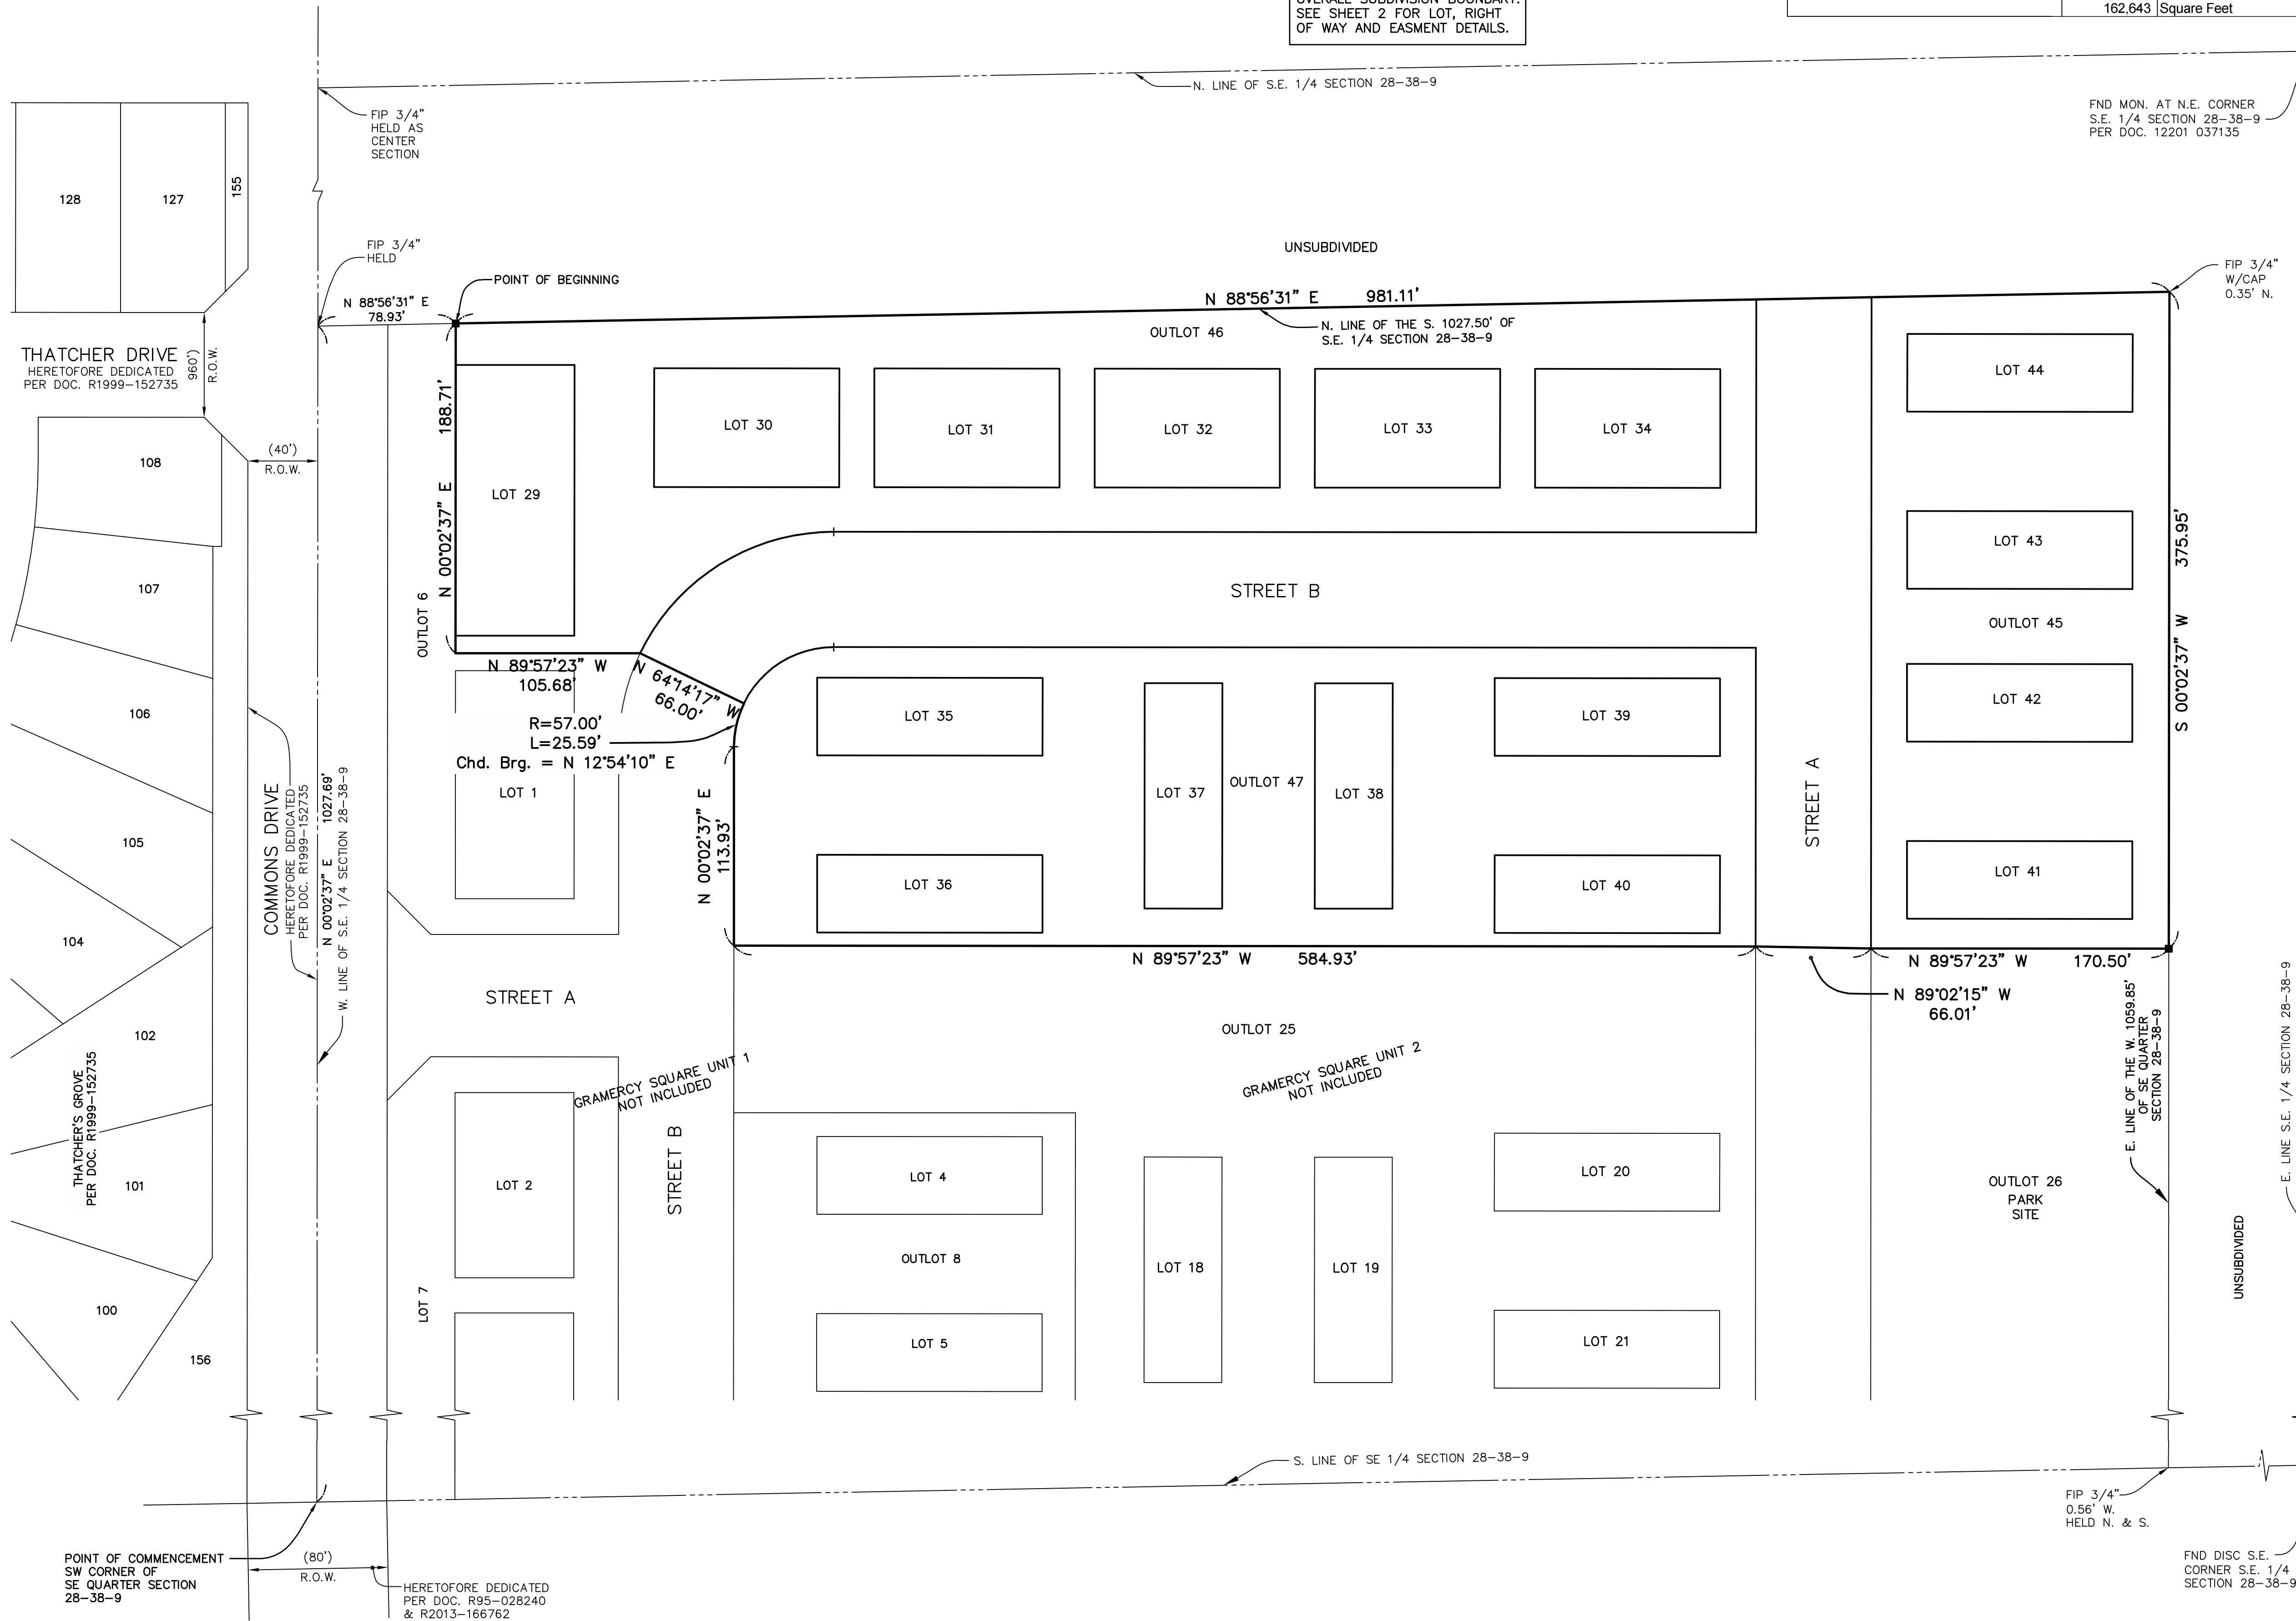 OVERALL SUBDIVISION BOUNDARY.
SEE SHEET 2 FOR LOT, RIGHT
OF WAY AND EASMENT DETAILS.
162,643 Square Feet
N. LINE OF S.E. 1/4 SECTION 28-38-9
FIP 3/4"
HELD AS
CENTER
SECTION
FND MON. AT N.E. CORNER
S.E. 1/4 SECTION 28-38-9
PER DOC. 12201 037135
128
127
155
FIP 3/4"
HELD
UNSUBDIVIDED
POINT OF BEGINNING
FIP 3/4"
W/CAP
0.35' N.
N 88°56'31" E
78.93'
N 88°56'31" E 981.11'
N. LINE OF THE S. 1027.50' OF
S.E. 1/4 SECTION 28-38-9
OUTLOT 46
THATCHER DRIVE
HERETOFORE DEDICATED
PER DOC. R1999-152735
960')
R.O.W.
LOT 44
N 00°02'37" E 188.71'
LOT 30
LOT 31
LOT 32
LOT 33
LOT 34
108
(40')
R.O.W.
LOT 29
LOT 43
S 00°02'37" W 375.95'
107
OUTLOT 6
STREET B
OUTLOT 45
N 89°57'23" W
105.68'
N 64°14'17" W
66.00'
106
R=57.00'
L=25.59'
Chd. Brg. = N 12°54'10" E
LOT 35
LOT 39
LOT 42
LOT 1
LOT 37
OUTLOT 47
LOT 38
STREET A
COMMONS DRIVE
HERETOFORE DEDICATED
PER DOC. R1999-152735
N 00°02'37" E 1027.69'
W. LINE OF S.E. 1/4 SECTION 28-38-9
105
N 00°02'37" E
113.93'
LOT 36
LOT 40
LOT 41
104
N 89°57'23" W 584.93'
N 89°57'23" W 170.50'
N 89°02'15" W
66.01'
STREET A
102
OUTLOT 25
GRAMERCY SQUARE UNIT 1
NOT INCLUDED
GRAMERCY SQUARE UNIT 2
NOT INCLUDED
E. LINE OF THE W. 1059.85'
OF SE QUARTER
SECTION 28-38-9
E. LINE S.E. 1/4 SECTION 28-38-9
THATCHER'S GROVE
PER DOC. R1999-152735
101
LOT 2
STREET B
LOT 4
LOT 20
OUTLOT 26
PARK
SITE
OUTLOT 8
LOT 18
LOT 19
UNSUBDIVIDED
100
LOT 7
LOT 5
LOT 21
156
S. LINE OF SE 1/4 SECTION 28-38-9
FIP 3/4"
0.56' W.
HELD N. & S.
POINT OF COMMENCEMENT
SW CORNER OF
SE QUARTER SECTION
28-38-9
(80')
R.O.W.
HERETOFORE DEDICATED
PER DOC. R95-028240
& R2013-166762
FND DISC S.E.
CORNER S.E. 1/4
SECTION 28-38-9